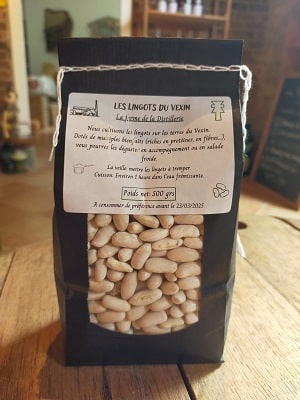 LES LINGOTS DU VEXIN
La Ferme de la Distillerie
Nous cultivons les lingots sur les terres du Vexin.
Dotés de multiples bienfaits (riches en protéines, en fibres,..),
vous pourrez les déguster en accompagnement ou en salade
froide.
La veille mettre les lingots à tremper.
Cuisson: Environ 1 heure dans l'eau frémissante.
Poids net: 500 grs
A consommer de préférence avant le 23/03/2025